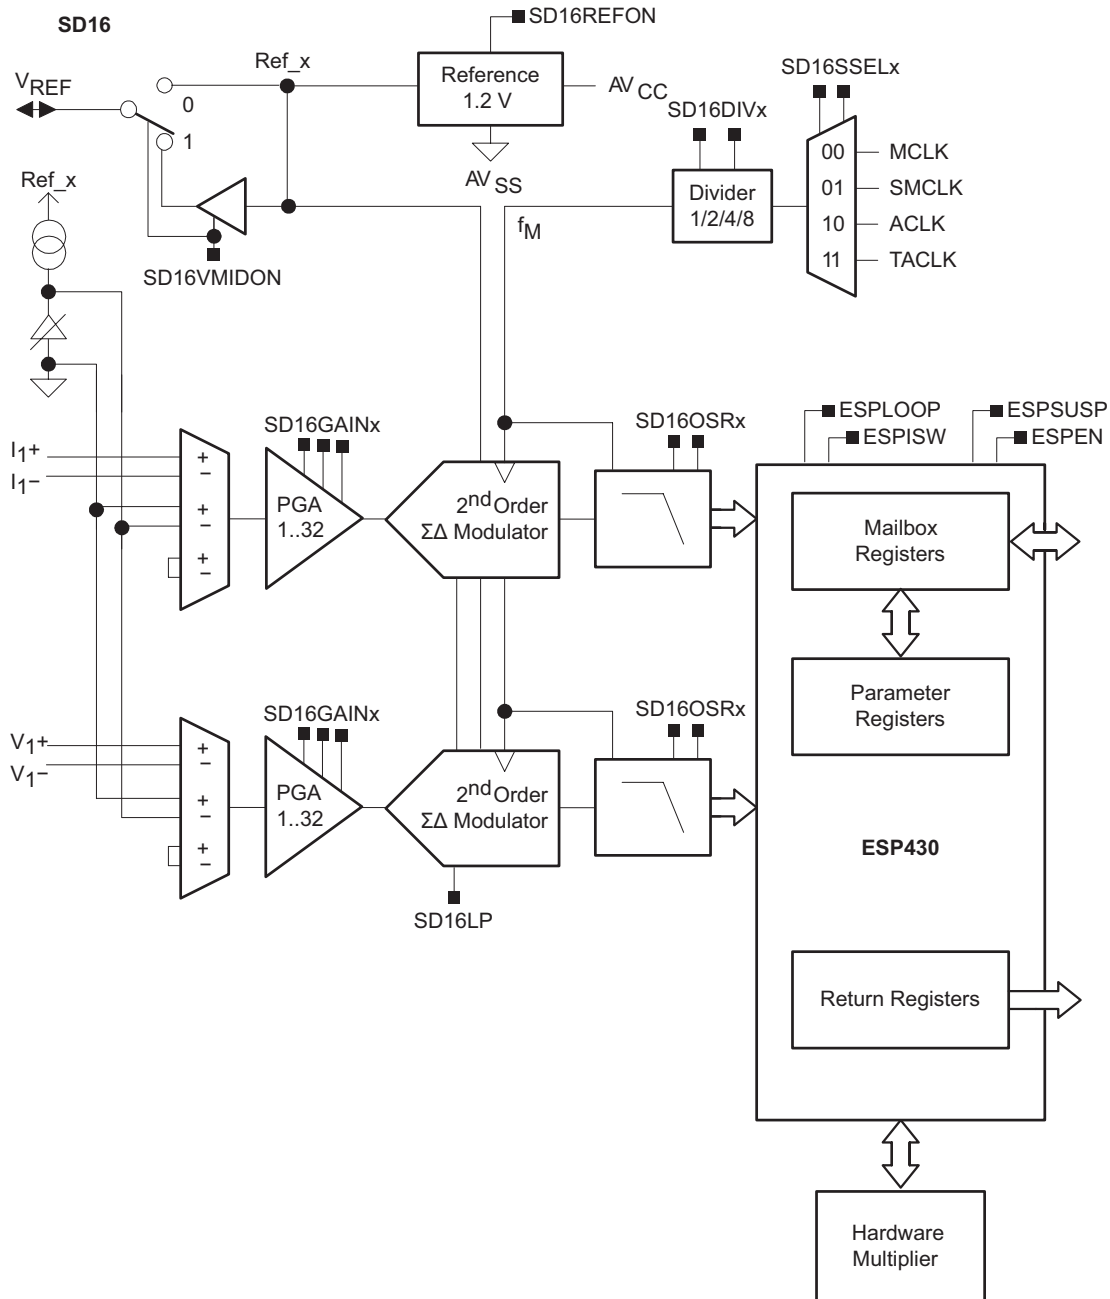 SD16
SD16REFON
VREF
0
1
Ref_x
Reference
1.2 V
AVCC
AVSS
SD16SSELx
SD16DIVx
Divider
1/2/4/8
00 MCLK
01 SMCLK
10 ACLK
11 TACLK
fM
Ref_x
SD16VMIDON
I1+
I1−
+
−
+
−
+
−
SD16GAINx
PGA
1..32
2nd Order
ΣΔ Modulator
SD16OSRx
ESPLOOP
ESPISW
ESPSUSP
ESPEN
Mailbox
Registers
Parameter
Registers
V1+
V1−
+
−
+
−
+
−
SD16GAINx
PGA
1..32
2nd Order
ΣΔ Modulator
SD16LP
SD16OSRx
ESP430
Return Registers
Hardware
Multiplier